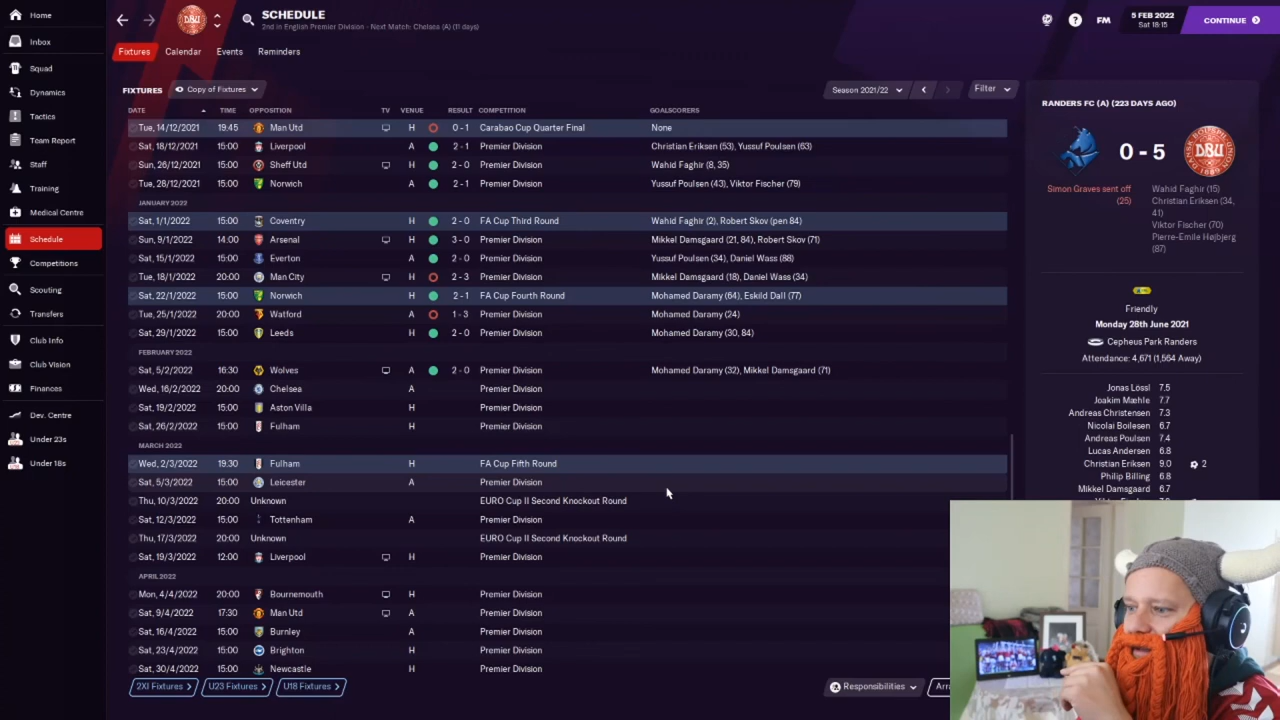 Home
Inbox
Squad
Dynamics
Tactics
Team Report
Staff
Training
Medical Centre
Schedule
Competitions
Scouting
Transfers
Club Info
Club Vision
Finances
Dev. Centre
Under 23s
Under 18s
DBU
SCHEDULE
2nd in English Premier Division - Next Match: Chelsea (A) (11 days)
FM
5 FEB 2022
Sat 18:15
CONTINUE
Fixtures Calendar Events Reminders
FIXTURES Copy of Fixtures Season 2021/22 Filter
DATE TIME OPPOSITION TV VENUE RESULT COMPETITION GOALSCORERS
Tue, 14/12/2021 19:45 Man Utd H 0 - 1 Carabao Cup Quarter Final None
Sat, 18/12/2021 15:00 Liverpool A 2 - 1 Premier Division Christian Eriksen (53), Yussuf Poulsen (63)
Sun, 26/12/2021 15:00 Sheff Utd H 2 - 0 Premier Division Wahid Faghir (8, 35)
Tue, 28/12/2021 15:00 Norwich A 2 - 1 Premier Division Yussuf Poulsen (43), Viktor Fischer (79)
JANUARY 2022
Sat, 1/1/2022 15:00 Coventry H 2 - 0 FA Cup Third Round Wahid Faghir (2), Robert Skov (pen 84)
Sun, 9/1/2022 14:00 Arsenal H 3 - 0 Premier Division Mikkel Damsgaard (21, 84), Robert Skov (71)
Sat, 15/1/2022 15:00 Everton A 2 - 0 Premier Division Yussuf Poulsen (34), Daniel Wass (88)
Tue, 18/1/2022 20:00 Man City H 2 - 3 Premier Division Mikkel Damsgaard (18), Daniel Wass (34)
Sat, 22/1/2022 15:00 Norwich H 2 - 1 FA Cup Fourth Round Mohamed Daramy (64), Eskild Dall (77)
Tue, 25/1/2022 20:00 Watford A 1 - 3 Premier Division Mohamed Daramy (24)
Sat, 29/1/2022 15:00 Leeds H 2 - 0 Premier Division Mohamed Daramy (30, 84)
FEBRUARY 2022
Sat, 5/2/2022 16:30 Wolves A 2 - 0 Premier Division Mohamed Daramy (32), Mikkel Damsgaard (71)
Wed, 16/2/2022 20:00 Chelsea A Premier Division
Sat, 19/2/2022 15:00 Aston Villa H Premier Division
Sat, 26/2/2022 15:00 Fulham H Premier Division
MARCH 2022
Wed, 2/3/2022 19:30 Fulham H FA Cup Fifth Round
Sat, 5/3/2022 15:00 Leicester A Premier Division
Thu, 10/3/2022 20:00 Unknown EURO Cup II Second Knockout Round
Sat, 12/3/2022 15:00 Tottenham A Premier Division
Thu, 17/3/2022 20:00 Unknown EURO Cup II Second Knockout Round
Sat, 19/3/2022 12:00 Liverpool H Premier Division
APRIL 2022
Mon, 4/4/2022 20:00 Bournemouth H Premier Division
Sat, 9/4/2022 17:30 Man Utd A Premier Division
Sat, 16/4/2022 15:00 Burnley A Premier Division
Sat, 23/4/2022 15:00 Brighton H Premier Division
Sat, 30/4/2022 15:00 Newcastle H Premier Division
2XI Fixtures U23 Fixtures U18 Fixtures Responsibilities Arr
RANDERS FC (A) (223 DAYS AGO)
0 - 5
DBU
Simon Graves sent off
(25)
Wahid Faghir (15)
Christian Eriksen (34,
41)
Viktor Fischer (70)
Pierre-Emile Højbjerg
(87)
Friendly
Monday 28th June 2021
Cepheus Park Randers
Attendance: 4,671 (1,564 Away)
Jonas Lössl 7.5
Joakim Mæhle 7.7
Andreas Christensen 7.3
Nicolai Boilesen 6.7
Andreas Poulsen 7.4
Lucas Andersen 6.8
Christian Eriksen 9.0 2
Philip Billing 6.8
Mikkel Damsgaard 6.7